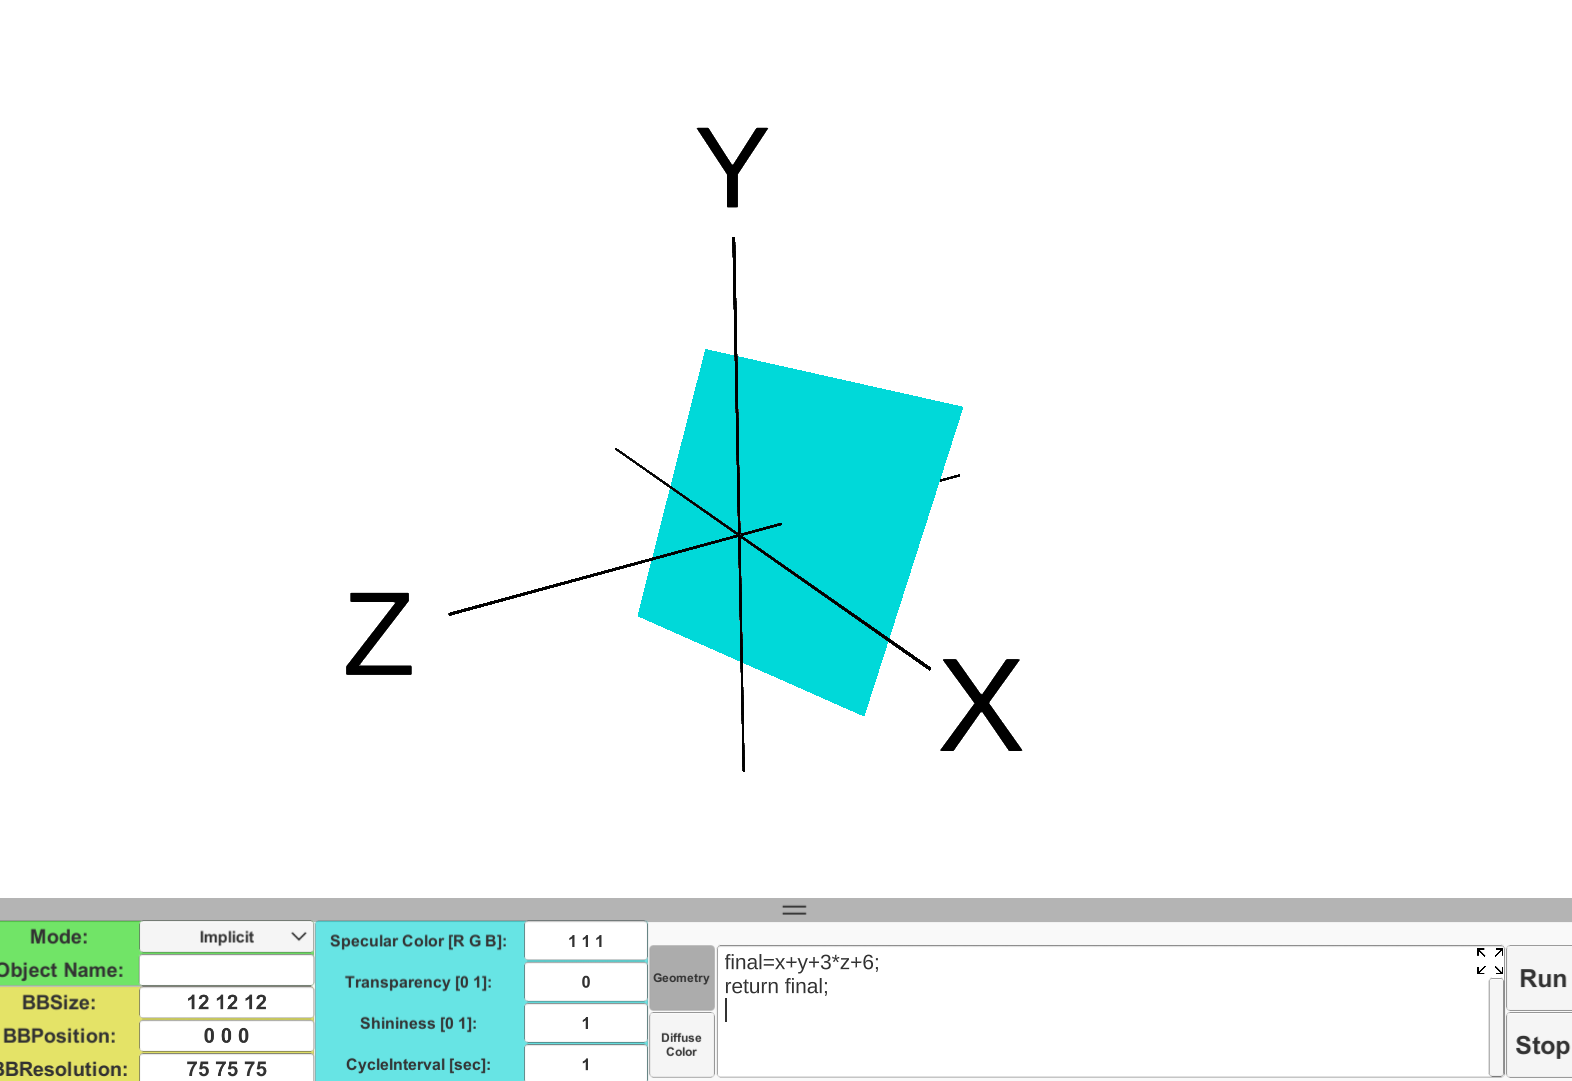 Y
Z
X
Mode:
Implicit
Object Name:
BBSize:
12 12 12
BBPosition:
0 0 0
BBResolution:
75 75 75
Specular Color [R G B]:
1 1 1
Transparency [0 1]:
0
Shininess [0 1]:
1
CycleInterval [sec]:
1
Geometry
Diffuse
Color
final=x+y+3*z+6;
return final;
Run
Stop